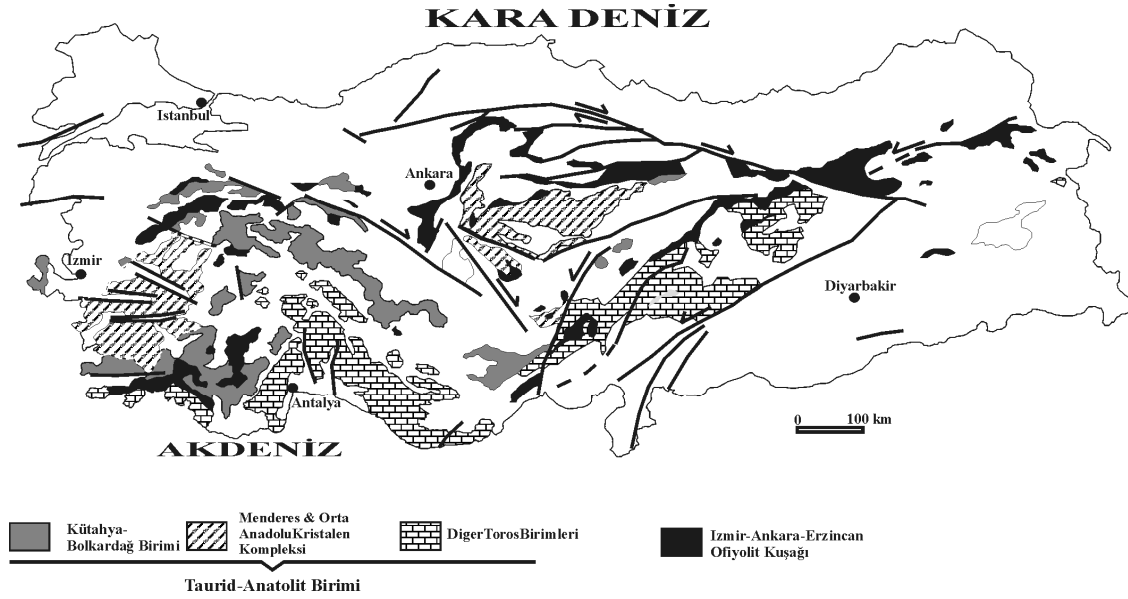 KARA DENİZ
Istanbul
Ankara
Izmir
Diyarbakir
Antalya
AKDENİZ
0 100 km
Kütahya-
Bolkardağ Birimi
Menderes & Orta
AnadoluKristalen
Kompleksi
DigerTorosBirimleri
Izmir-Ankara-Erzincan
Ofiyolit Kuşağı
Taurid-Anatolit Birimi